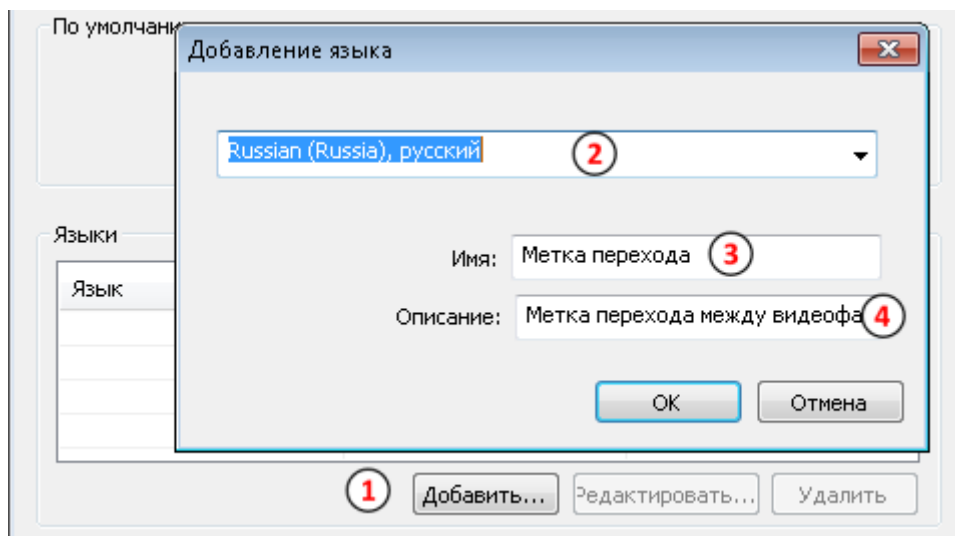 По умолчани
Добавление языка
Russian (Russia), русский
2
Языки
Имя: Метка перехода
3
Язык
Описание: Метка перехода между видеофа
4
ОК Отмена
1
Добавить... Редактировать... Удалить